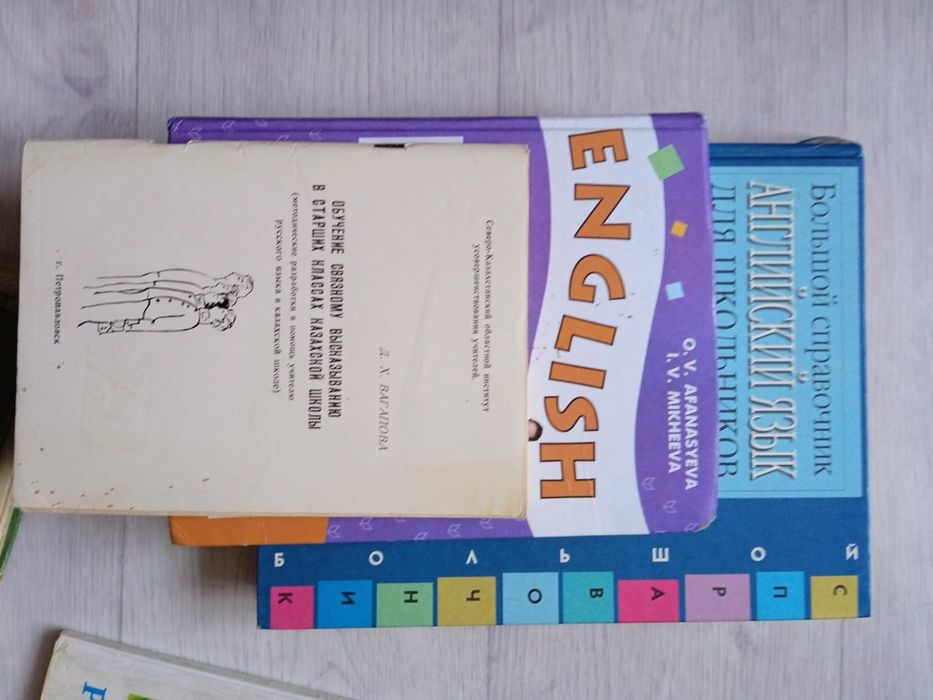 Северо-Казахстанский областной институт
усовершенствования учителей.
Д. Х. ВАГАПОВА
ОБУЧЕНИЕ СВЯЗНОМУ ВЫСКАЗЫВАНИЮ
В СТАРШИХ КЛАССАХ КАЗАХСКОЙ ШКОЛЫ
(методические разработки в помощь учителю
русского языка в казахской школе)
г. Петропавловск
O. V. AFANASYEVA
I. V. MIKHEEVA
ENGLISH
Большой справочник
АНГЛИЙСКИЙ ЯЗЫК
ДЛЯ ШКОЛЬНИКОВ
БОЛЬШОЙ
СПРАВОЧНИК